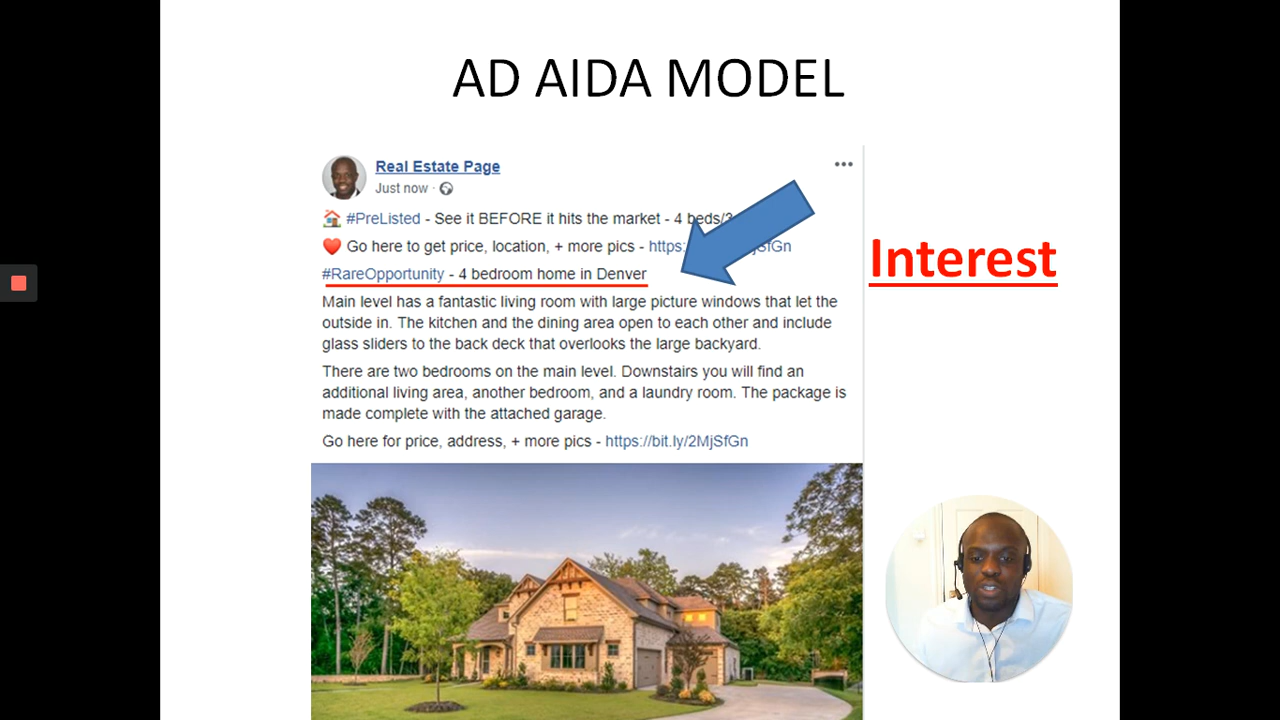 AD AIDA MODEL
Real Estate Page
Just now ·
#PreListed - See it BEFORE it hits the market - 4 beds/
Go here to get price, location, + more pics - https: SfGn
#RareOpportunity - 4 bedroom home in Denver
Interest
Main level has a fantastic living room with large picture windows that let the
outside in. The kitchen and the dining area open to each other and include
glass sliders to the back deck that overlooks the large backyard.
There are two bedrooms on the main level. Downstairs you will find an
additional living area, another bedroom, and a laundry room. The package is
made complete with the attached garage.
Go here for price, address, + more pics - https://bit.ly/2MjSfGn